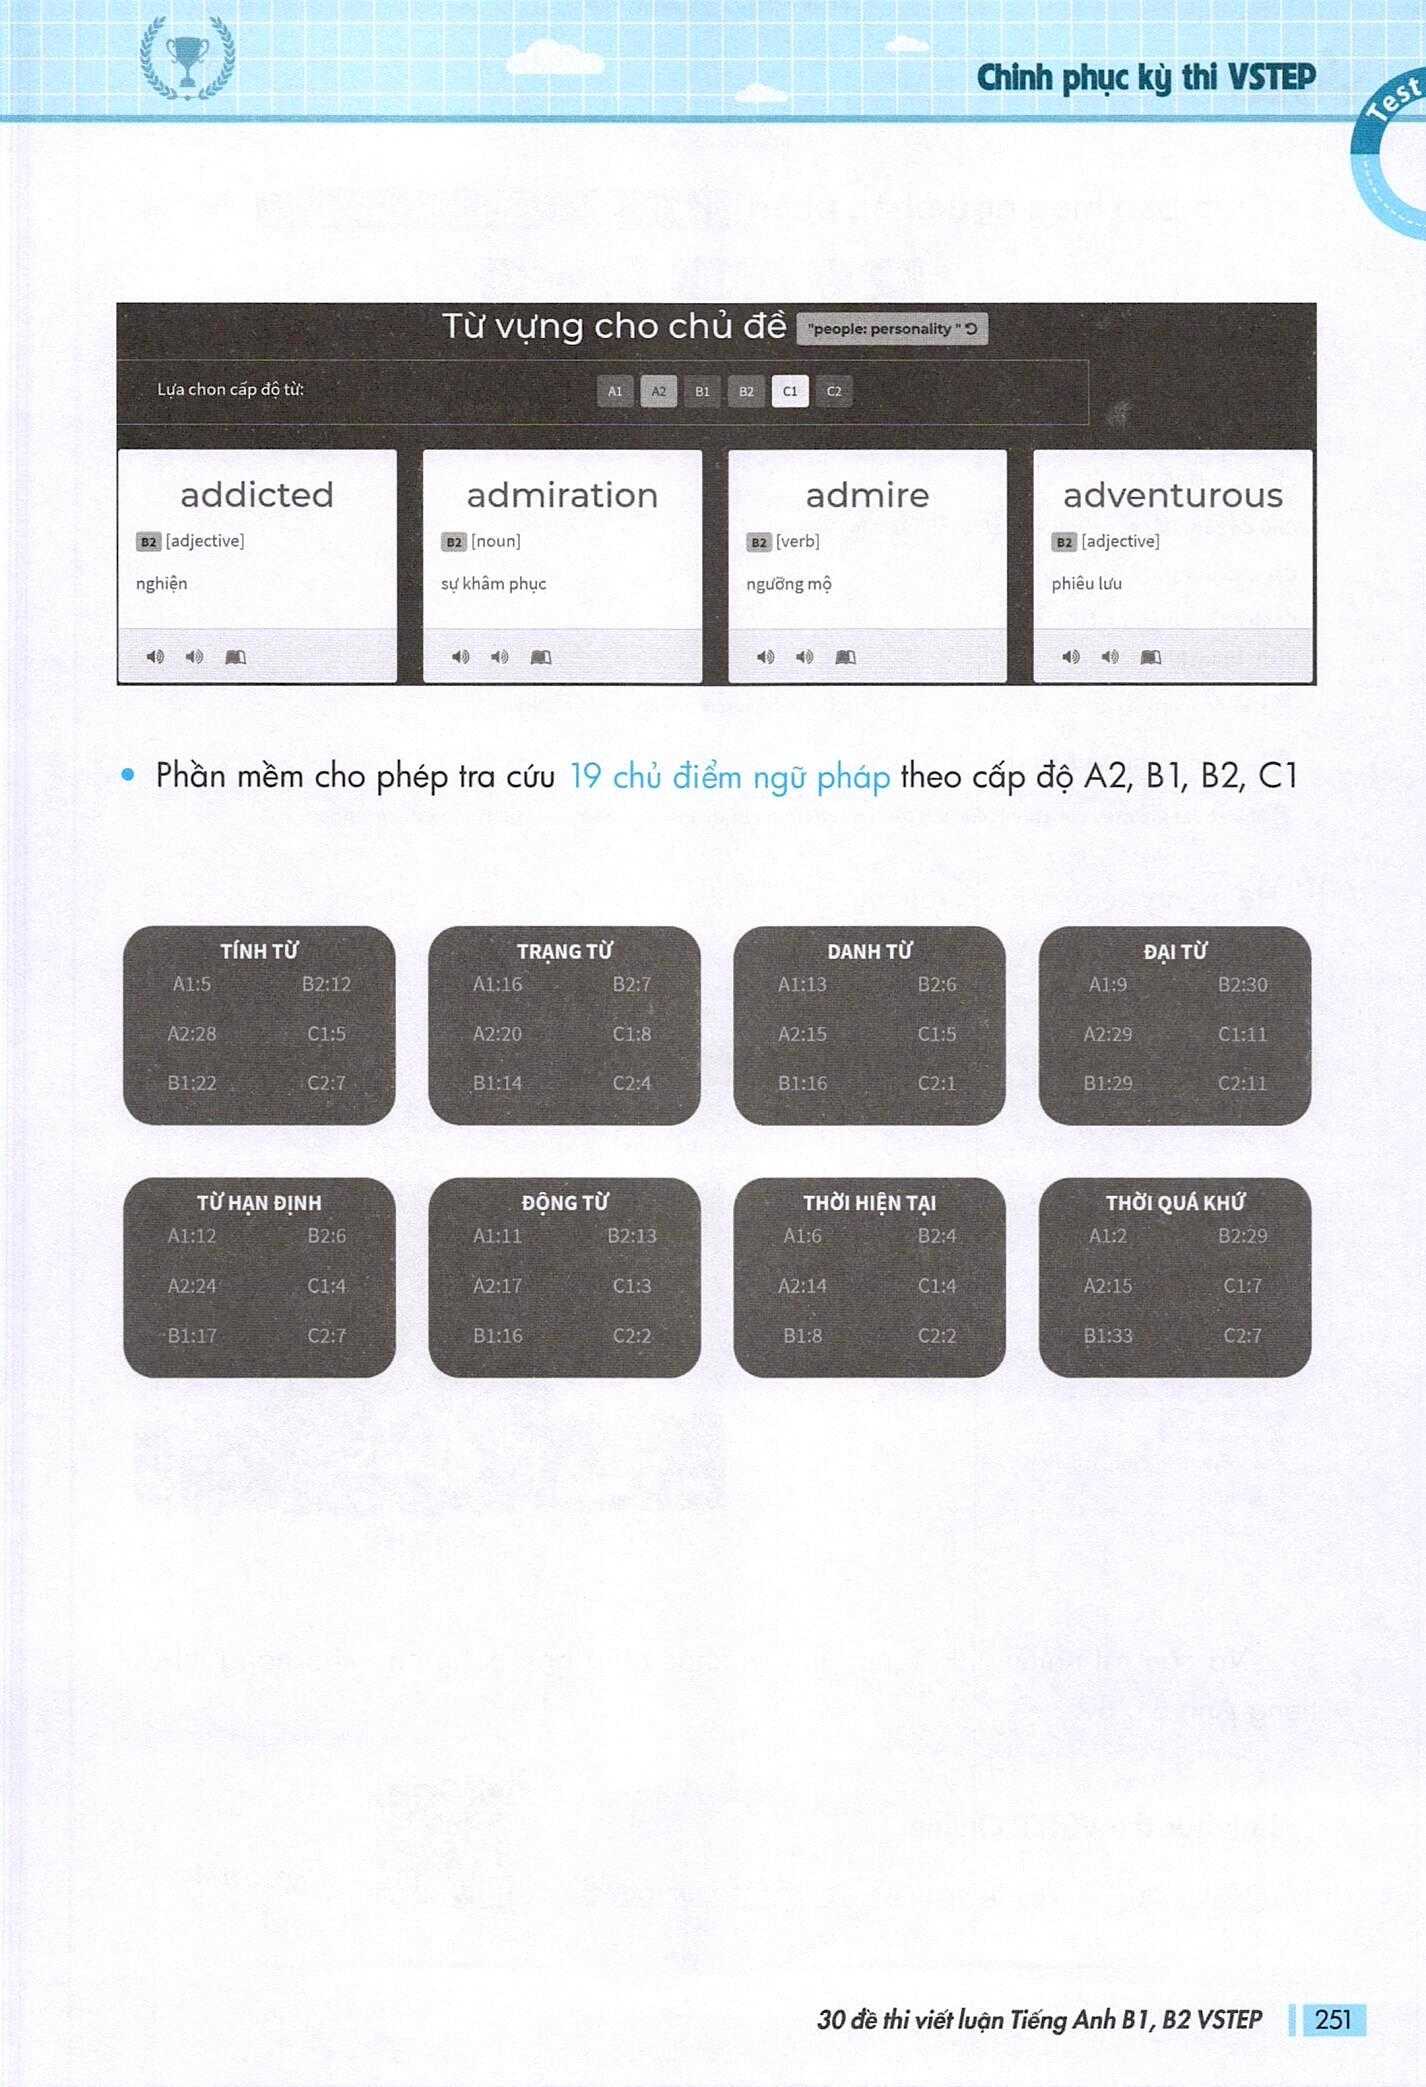 Chinh phục kỳ thi VSTEP
Test
Từ vựng cho chủ đề "people: personality "
Lựa chon cấp độ từ: A1 A2 B1 B2 C1 C2
addicted
B2 [adjective]
nghiện
admiration
B2 [noun]
sự khâm phục
admire
B2 [verb]
ngưỡng mộ
adventurous
B2 [adjective]
phiêu lưu
• Phần mềm cho phép tra cứu 19 chủ điểm ngữ pháp theo cấp độ A2, B1, B2, C1
TÍNH TỪ
A1:5 B2:12
A2:28 C1:5
B1:22 C2:7
TRẠNG TỪ
A1:16 B2:7
A2:20 C1:8
B1:14 C2:4
DANH TỪ
A1:13 B2:6
A2:15 C1:5
B1:16 C2:1
ĐẠI TỪ
A1:9 B2:30
A2:29 C1:11
B1:29 C2:11
TỪ HẠN ĐỊNH
A1:12 B2:6
A2:24 C1:4
B1:17 C2:7
ĐỘNG TỪ
A1:11 B2:13
A2:17 C1:3
B1:16 C2:2
THỜI HIỆN TẠI
A1:6 B2:4
A2:14 C1:4
B1:8 C2:2
THỜI QUÁ KHỨ
A1:2 B2:29
A2:15 C1:7
B1:33 C2:7
30 đề thi viết luận Tiếng Anh B1, B2 VSTEP 251